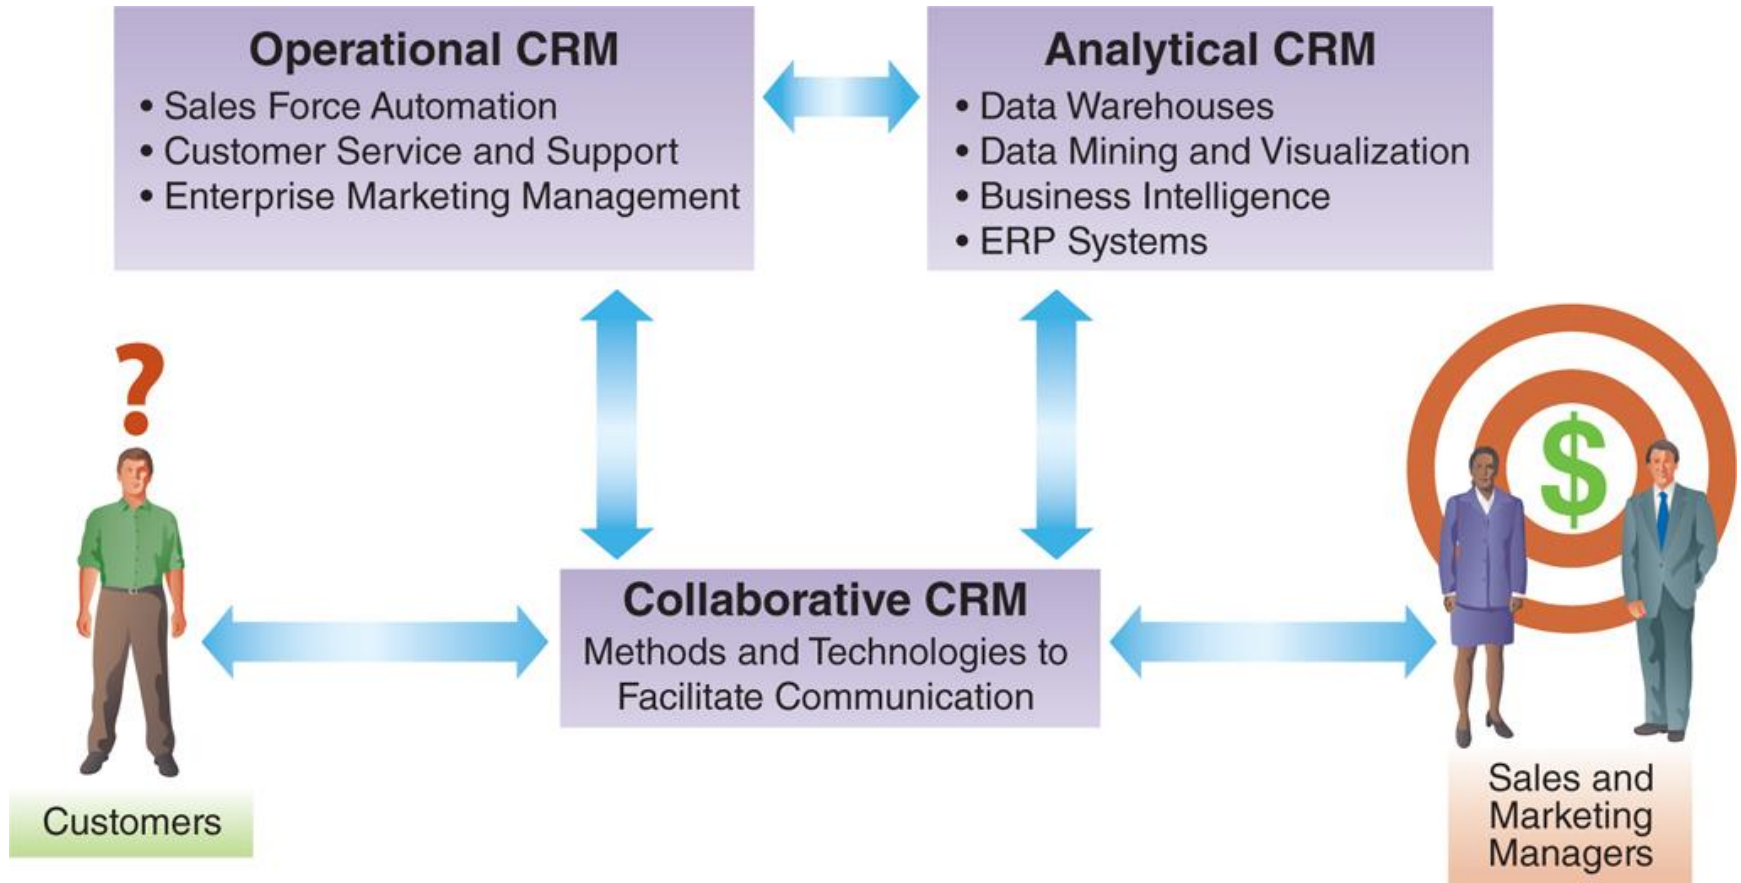 Operational CRM
• Sales Force Automation
• Customer Service and Support
• Enterprise Marketing Management
Analytical CRM
• Data Warehouses
• Data Mining and Visualization
• Business Intelligence
• ERP Systems
?
$
Collaborative CRM
Methods and Technologies to
Facilitate Communication
Customers
Sales and
Marketing
Managers